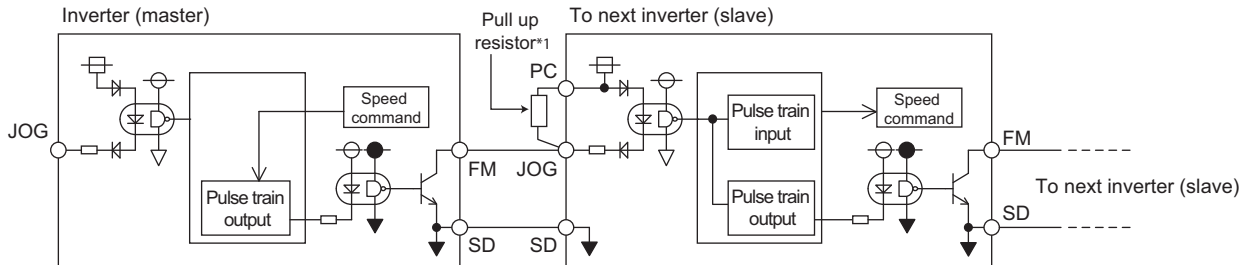 Inverter (master)
Pull up
resistor*1
To next inverter (slave)
PC
JOG
Speed
command
Pulse train
output
FM
SD
JOG
SD
Pulse train
input
Pulse train
output
Speed
command
FM
SD
To next inverter (slave)